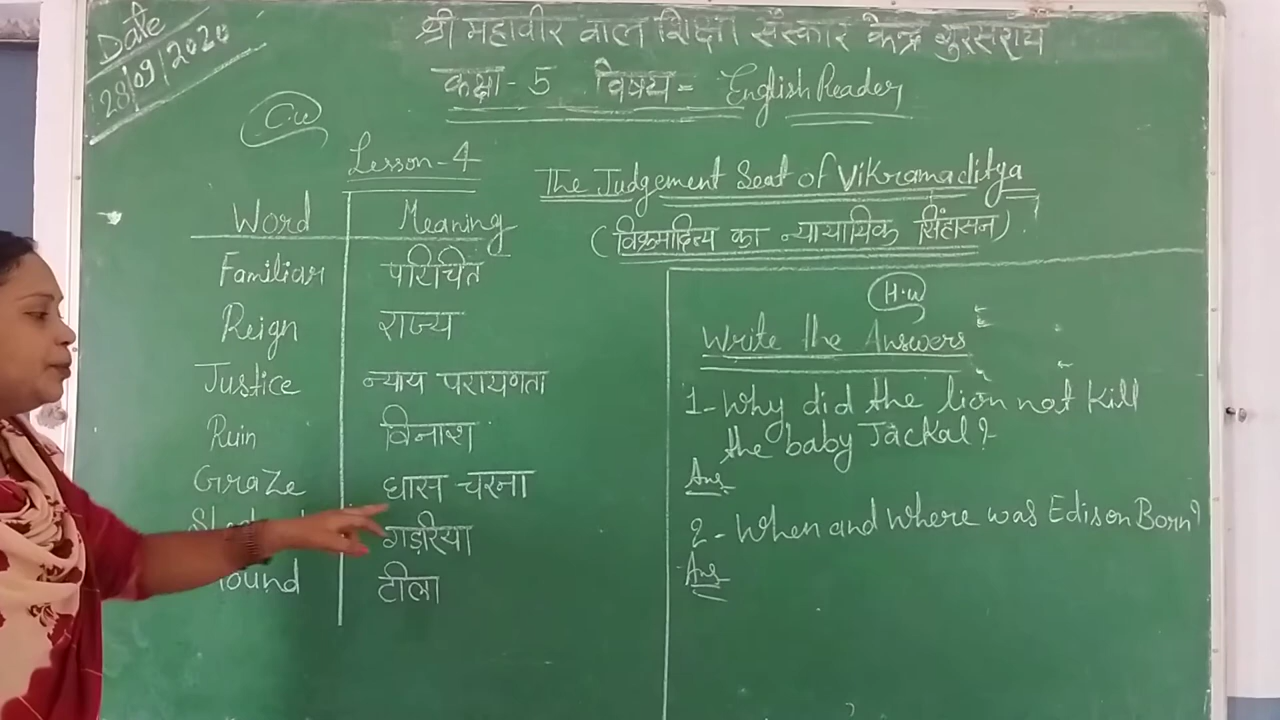 Date
28/09/2020
श्री महावीर बाल शिक्षा संस्कार केन्द्र गुरसराय
कक्षा - 5 विषय = English Reader
C.w
Lesson - 4
The Judgement Seat of Vikramaditya
(विक्रमादित्य का न्यायायिक सिंहासन)
Word Meaning
Familiar परिचित
Reign राज्य
Justice न्याय परायणता
Ruin विनाश
Graze घास चरना
गड़रिया
टीला
H.w
Write the Answers
1- Why did the lion not Kill
the baby Jackal?
Ans
2 - When and Where was Edison Born?
Ans